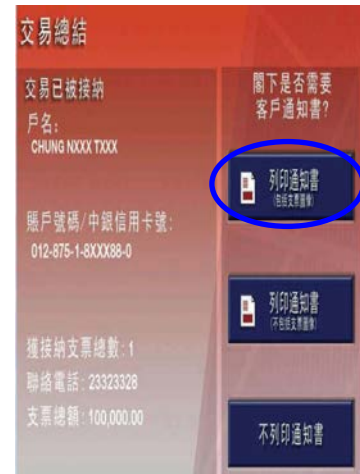 交易總結
交易已被接納
戶名:
CHUNG NXXX TXXX
賬戶號碼/中銀信用卡號:
012-875-1-8XXX88-0
獲接納支票總數:1
聯絡電話:23323328
支票總額:100,000.00
閣下是否需要
客戶通知書?
列印通知書
(包括支票圖像)
列印通知書
(不包括支票圖像)
不列印通知書